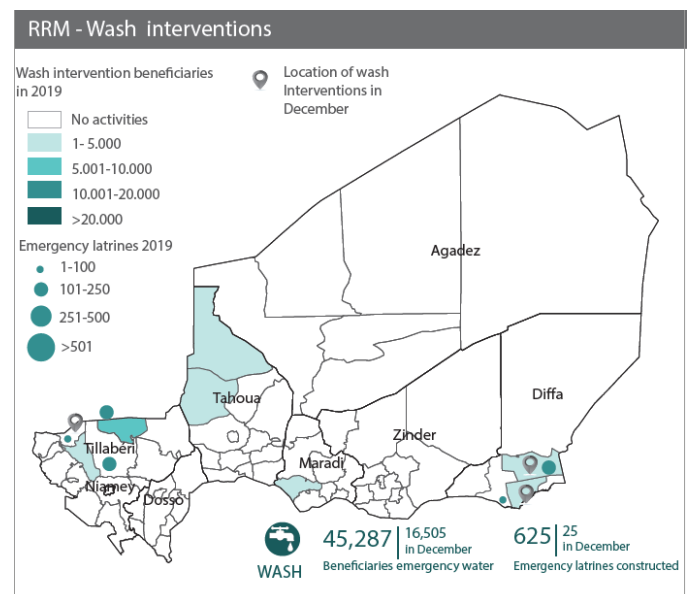 RRM - Wash interventions
Wash intervention beneficiaries
in 2019
No activities
1- 5.000
5.001-10.000
10.001-20.000
>20.000
Emergency latrines 2019
1-100
101-250
251-500
>501
Location of wash
Interventions in
December
Agadez
Tahoua
Diffa
Zinder
Maradi
Tillaberi
Niamey
Dosso
WASH
45,287
16,505
in December
Beneficiaries emergency water
625
25
in December
Emergency latrines constructed